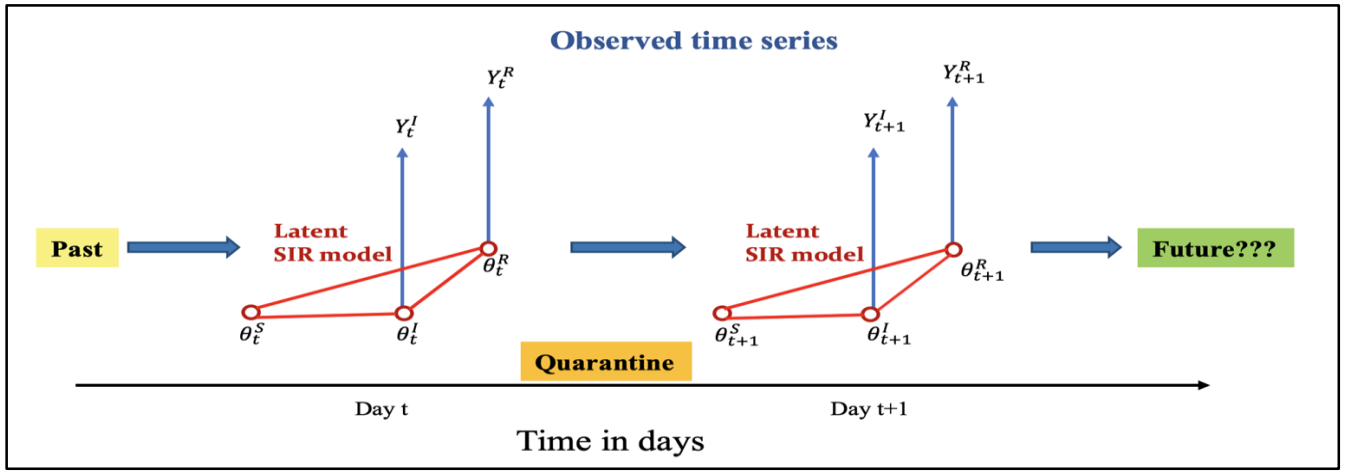 Observed time series
Y_t^R
Y_{t+1}^R
Y_t^I
Y_{t+1}^I
Past
Latent
SIR model
θ_t^R
Latent
SIR model
θ_{t+1}^R
Future???
θ_t^S
θ_t^I
θ_{t+1}^S
θ_{t+1}^I
Quarantine
Day t
Day t+1
Time in days